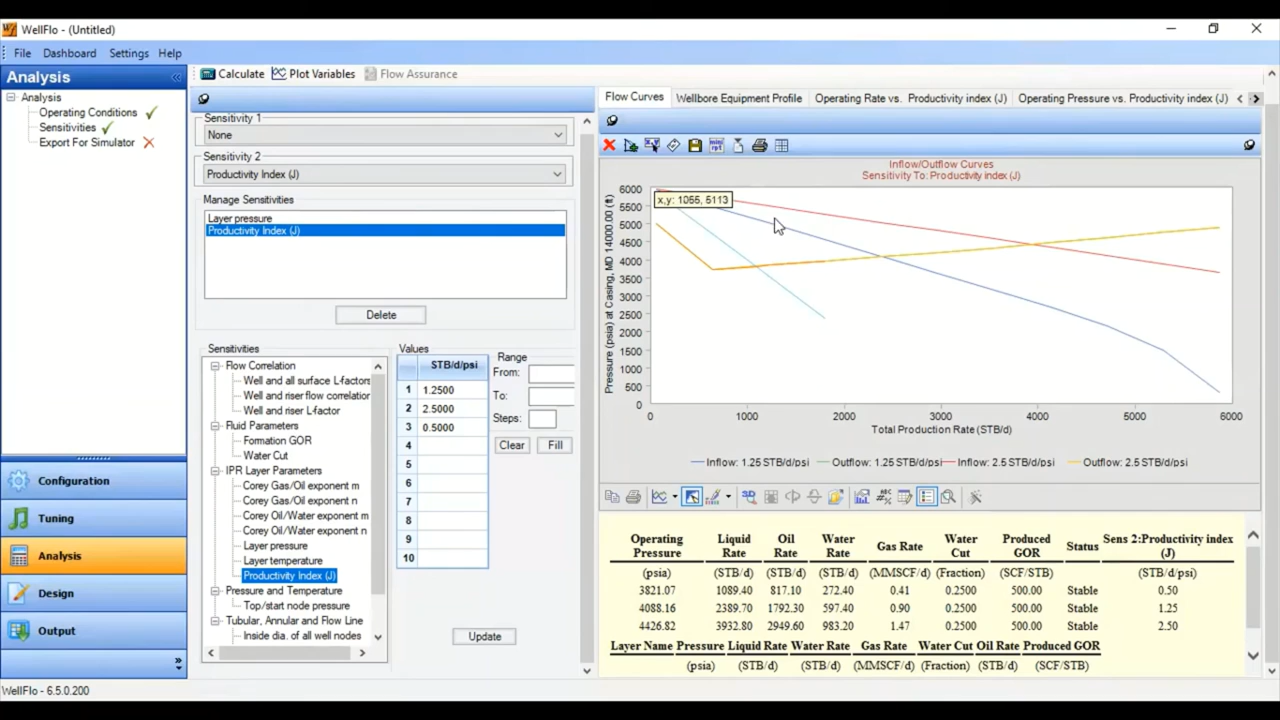 WellFlo - (Untitled)
File Dashboard Settings Help
Analysis
Analysis
Operating Conditions
Sensitivities
Export For Simulator
Configuration
Tuning
Analysis
Design
Output
Calculate Plot Variables Flow Assurance
Sensitivity 1
None
Sensitivity 2
Productivity Index (J)
Manage Sensitivities
Layer pressure
Productivity Index (J)
Delete
Sensitivities
Flow Correlation
Well and all surface L-factors
Well and riser flow correlation
Well and riser L-factor
Fluid Parameters
Formation GOR
Water Cut
IPR Layer Parameters
Corey Gas/Oil exponent m
Corey Gas/Oil exponent n
Corey Oil/Water exponent m
Corey Oil/Water exponent n
Layer pressure
Layer temperature
Productivity Index (J)
Pressure and Temperature
Top/start node pressure
Tubular, Annular and Flow Line
Inside dia. of all well nodes
Values
STB/d/psi
1 1.2500
2 2.5000
3 0.5000
4
5
6
7
8
9
10
Range
From:
To:
Steps:
Clear Fill
Update
Flow Curves Wellbore Equipment Profile Operating Rate vs. Productivity index (J) Operating Pressure vs. Productivity index (J)
Inflow/Outflow Curves
Sensitivity To: Productivity index (J)
x,y: 1055, 5113
Pressure (psia) at Casing, MD 14000.00 (ft)
6000
5500
5000
4500
4000
3500
3000
2500
2000
1500
1000
500
0
0 1000 2000 3000 4000 5000 6000
Total Production Rate (STB/d)
Inflow: 1.25 STB/d/psi Outflow: 1.25 STB/d/psi Inflow: 2.5 STB/d/psi Outflow: 2.5 STB/d/psi
Operating Pressure Liquid Rate Oil Rate Water Rate Gas Rate Water Cut Produced GOR Status Sens 2:Productivity index (J)
(psia) (STB/d) (STB/d) (STB/d) (MMSCF/d) (Fraction) (SCF/STB) (STB/d/psi)
3821.07 1089.40 817.10 272.40 0.41 0.2500 500.00 Stable 0.50
4088.16 2389.70 1792.30 597.40 0.90 0.2500 500.00 Stable 1.25
4426.82 3932.80 2949.60 983.20 1.47 0.2500 500.00 Stable 2.50
Layer Name Pressure Liquid Rate Water Rate Gas Rate Water Cut Oil Rate Produced GOR
(psia) (STB/d) (STB/d) (MMSCF/d) (Fraction) (STB/d) (SCF/STB)
WellFlo - 6.5.0.200